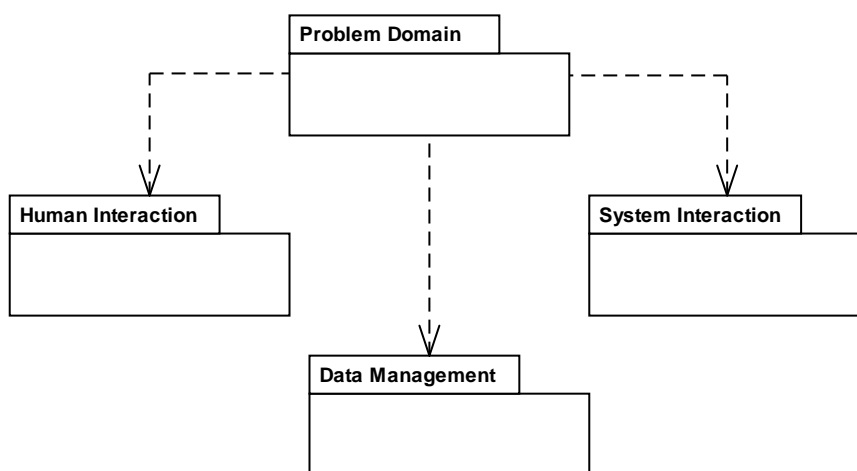 Problem Domain
Human Interaction
System Interaction
Data Management